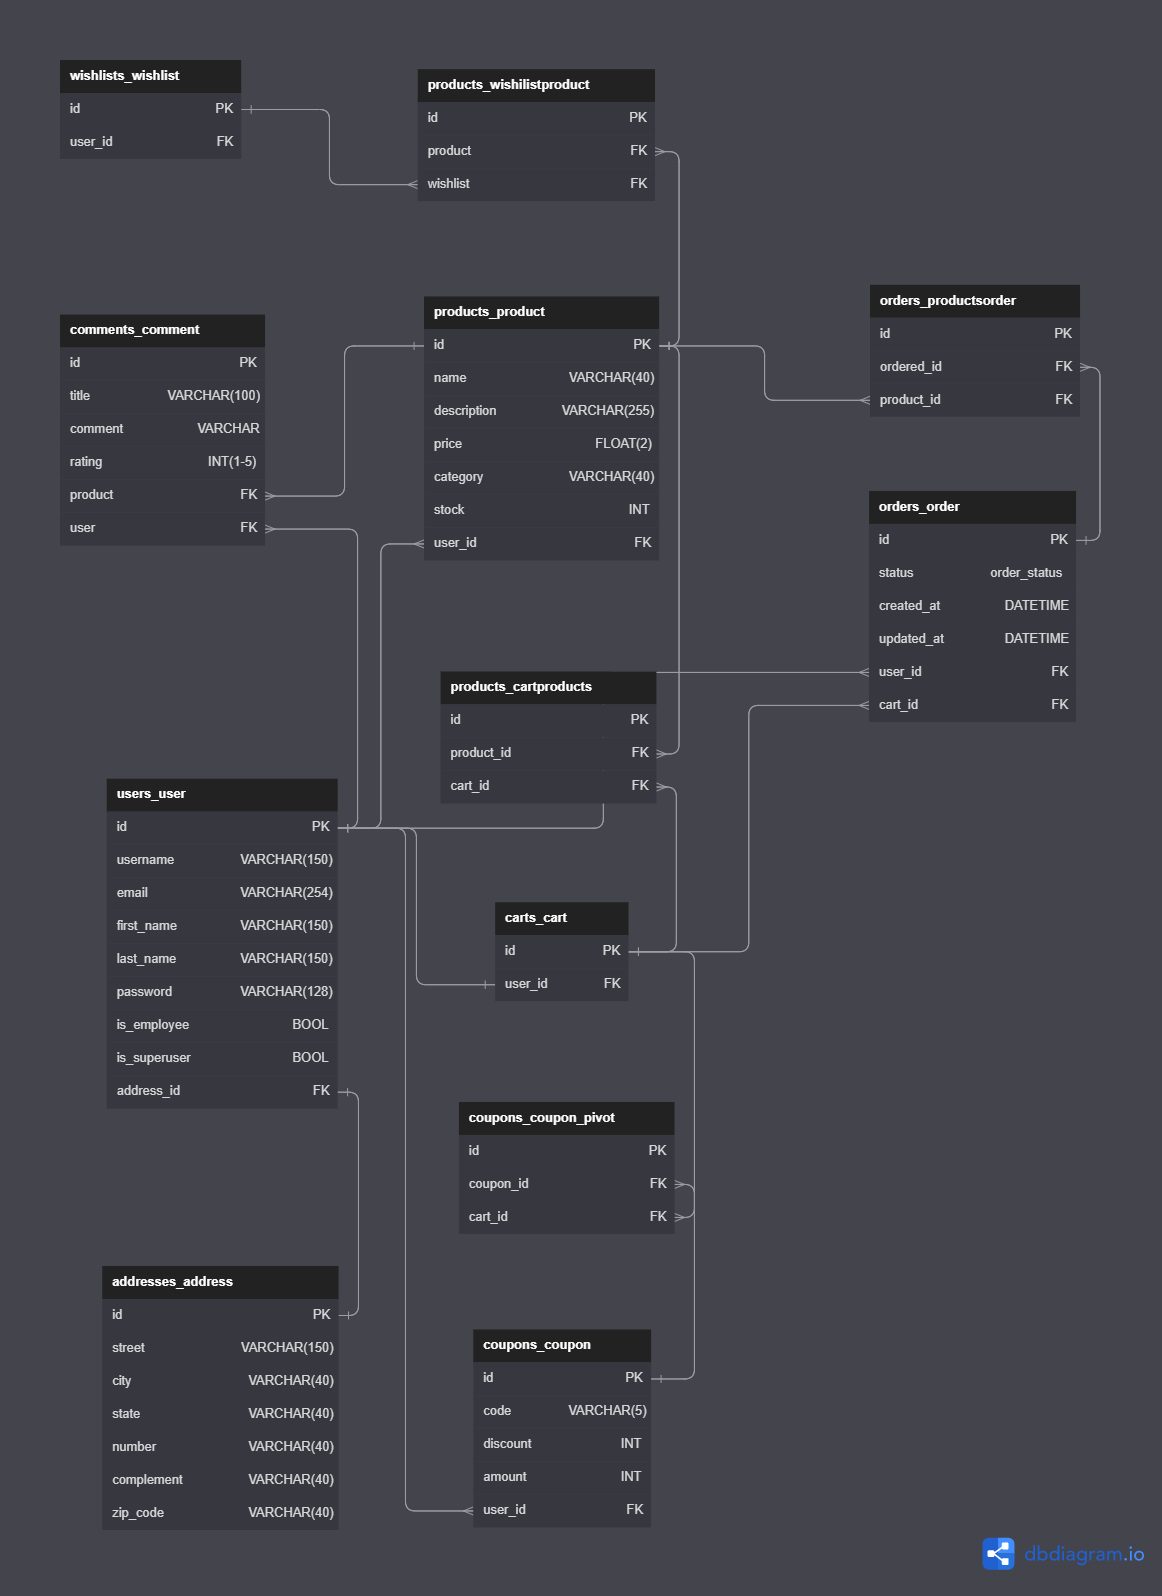 wishlists_wishlist
id PK
user_id FK
products_wishilistproduct
id PK
product FK
wishlist FK
comments_comment
id PK
title VARCHAR(100)
comment VARCHAR
rating INT(1-5)
product FK
user FK
products_product
id PK
name VARCHAR(40)
description VARCHAR(255)
price FLOAT(2)
category VARCHAR(40)
stock INT
user_id FK
orders_productsorder
id PK
ordered_id FK
product_id FK
orders_order
id PK
status order_status
created_at DATETIME
updated_at DATETIME
user_id FK
cart_id FK
products_cartproducts
id PK
product_id FK
cart_id FK
users_user
id PK
username VARCHAR(150)
email VARCHAR(254)
first_name VARCHAR(150)
last_name VARCHAR(150)
password VARCHAR(128)
is_employee BOOL
is_superuser BOOL
address_id FK
carts_cart
id PK
user_id FK
coupons_coupon_pivot
id PK
coupon_id FK
cart_id FK
addresses_address
id PK
street VARCHAR(150)
city VARCHAR(40)
state VARCHAR(40)
number VARCHAR(40)
complement VARCHAR(40)
zip_code VARCHAR(40)
coupons_coupon
id PK
code VARCHAR(5)
discount INT
amount INT
user_id FK
dbdiagram.io